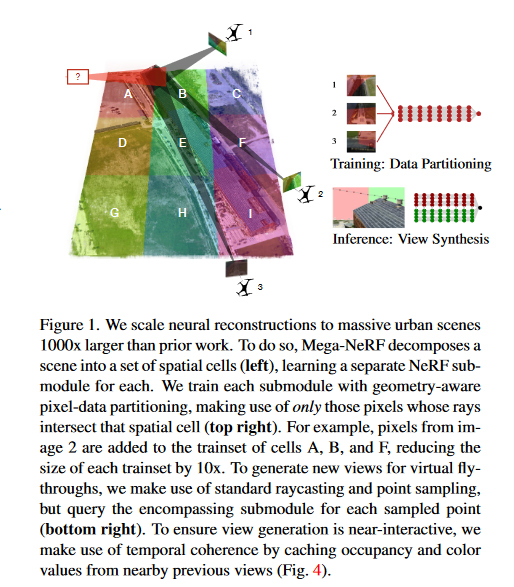 1
?
A B C
D E F
G H I
2
3
1
2
3
Training: Data Partitioning
Inference: View Synthesis
Figure 1. We scale neural reconstructions to massive urban scenes
1000x larger than prior work. To do so, Mega-NeRF decomposes a
scene into a set of spatial cells (left), learning a separate NeRF sub-
module for each. We train each submodule with geometry-aware
pixel-data partitioning, making use of only those pixels whose rays
intersect that spatial cell (top right). For example, pixels from im-
age 2 are added to the trainset of cells A, B, and F, reducing the
size of each trainset by 10x. To generate new views for virtual fly-
throughs, we make use of standard raycasting and point sampling,
but query the encompassing submodule for each sampled point
(bottom right). To ensure view generation is near-interactive, we
make use of temporal coherence by caching occupancy and color
values from nearby previous views (Fig. 4).